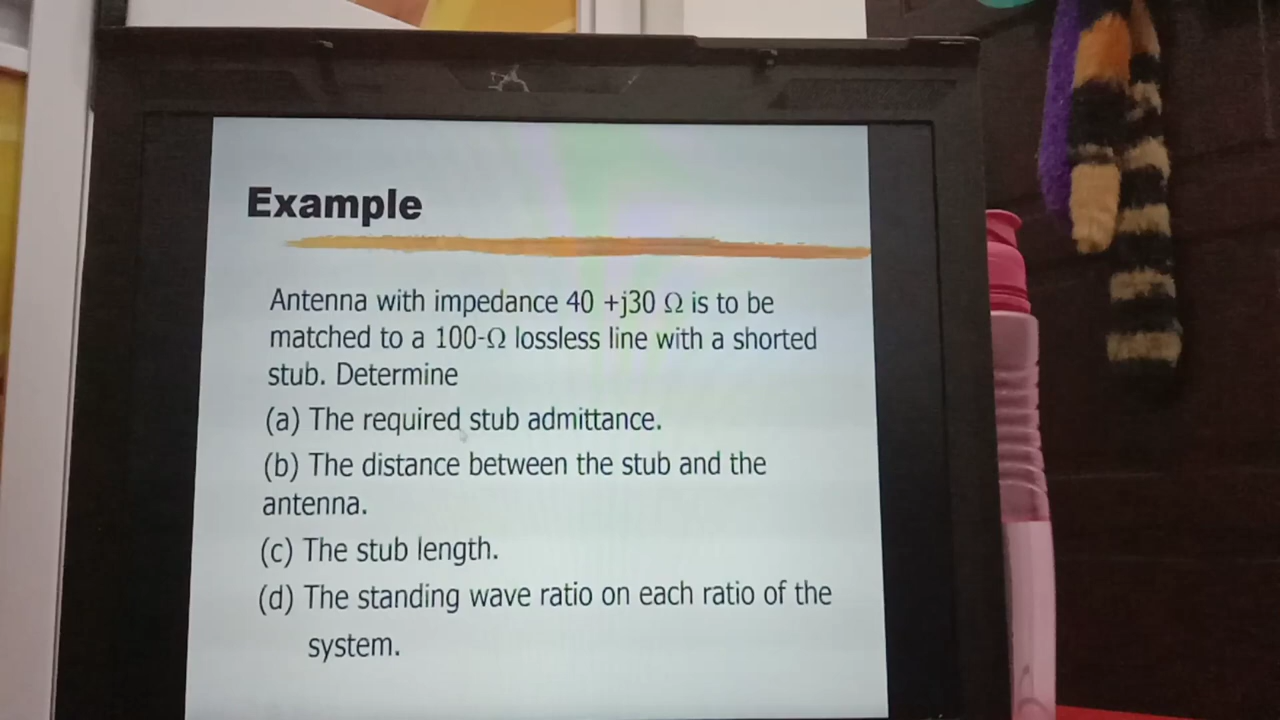 Example
Antenna with impedance 40 +j30 Ω is to be
matched to a 100-Ω lossless line with a shorted
stub. Determine
(a) The required stub admittance.
(b) The distance between the stub and the
antenna.
(c) The stub length.
(d) The standing wave ratio on each ratio of the
system.